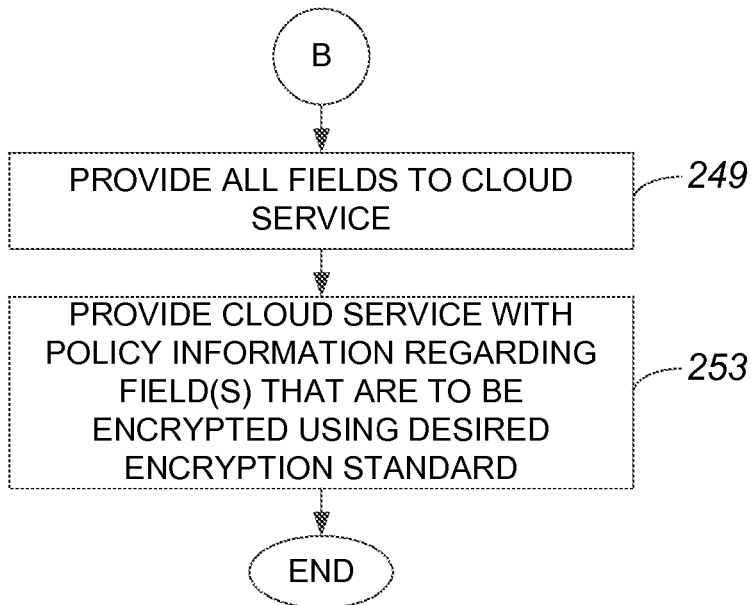 B
PROVIDE ALL FIELDS TO CLOUD
SERVICE
249
PROVIDE CLOUD SERVICE WITH
POLICY INFORMATION REGARDING
FIELD(S) THAT ARE TO BE
ENCRYPTED USING DESIRED
ENCRYPTION STANDARD
253
END